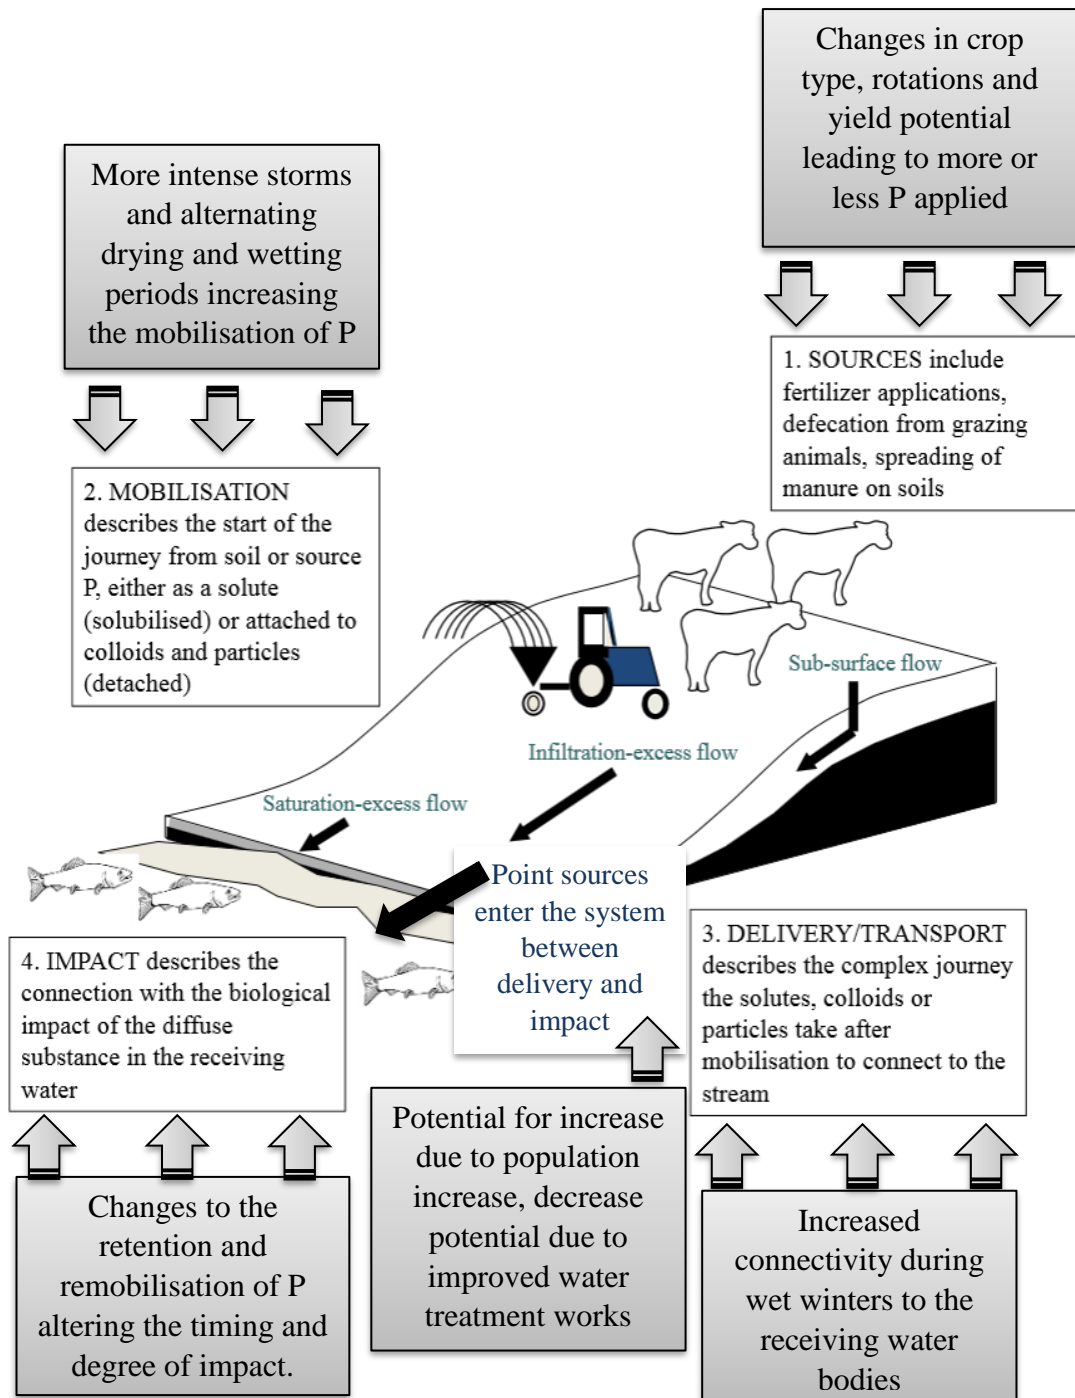 Changes in crop
type, rotations and
yield potential
leading to more or
less P applied
More intense storms
and alternating
drying and wetting
periods increasing
the mobilisation of P
1. SOURCES include
fertilizer applications,
defecation from grazing
animals, spreading of
manure on soils
2. MOBILISATION
describes the start of the
journey from soil or source
P, either as a solute
(solubilised) or attached to
colloids and particles
(detached)
Sub-surface flow
Infiltration-excess flow
Saturation-excess flow
Point sources
enter the system
between
delivery and
impact
3. DELIVERY/TRANSPORT
describes the complex journey
the solutes, colloids or
particles take after
mobilisation to connect to the
stream
4. IMPACT describes the
connection with the biological
impact of the diffuse
substance in the receiving
water
Potential for increase
due to population
increase, decrease
potential due to
improved water
treatment works
Changes to the
retention and
remobilisation of P
altering the timing and
degree of impact.
Increased
connectivity during
wet winters to the
receiving water
bodies